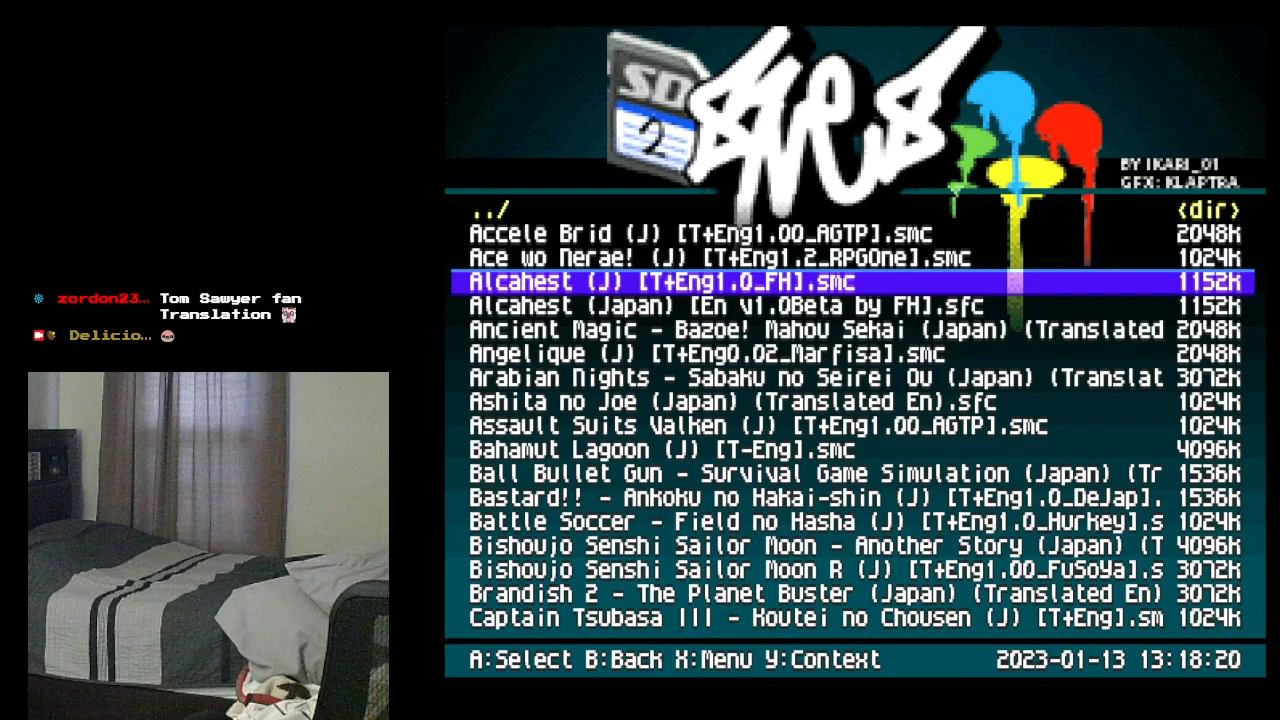 zordon23… Tom Sawyer fan
Translation
Delicio…
SD
2
SNES
BY IKARI_01
GFX: KLAPTRA
../ <dir>
Accele Brid (J) [T+Eng1.00_AGTP].smc 2048k
Ace wo Nerae! (J) [T+Eng1.2_RPGOne].smc 1024k
Alcahest (J) [T+Eng1.0_FH].smc 1152k
Alcahest (Japan) [En v1.0Beta by FH].sfc 1152k
Ancient Magic - Bazoe! Mahou Sekai (Japan) (Translated 2048k
Angelique (J) [T+Eng0.02_Marfisa].smc 2048k
Arabian Nights - Sabaku no Seirei Ou (Japan) (Translat 3072k
Ashita no Joe (Japan) (Translated En).sfc 1024k
Assault Suits Valken (J) [T+Eng1.00_AGTP].smc 1024k
Bahamut Lagoon (J) [T-Eng].smc 4096k
Ball Bullet Gun - Survival Game Simulation (Japan) (Tr 1536k
Bastard!! - Ankoku no Hakai-shin (J) [T+Eng1.0_DeJap]. 1536k
Battle Soccer - Field no Hasha (J) [T+Eng1.0_Hurkey].s 1024k
Bishoujo Senshi Sailor Moon - Another Story (Japan) (T 4096k
Bishoujo Senshi Sailor Moon R (J) [T+Eng1.00_FuSoYa].s 3072k
Brandish 2 - The Planet Buster (Japan) (Translated En) 3072k
Captain Tsubasa III - Koutei no Chousen (J) [T+Eng].sm 1024k
A:Select B:Back X:Menu Y:Context 2023-01-13 13:18:20